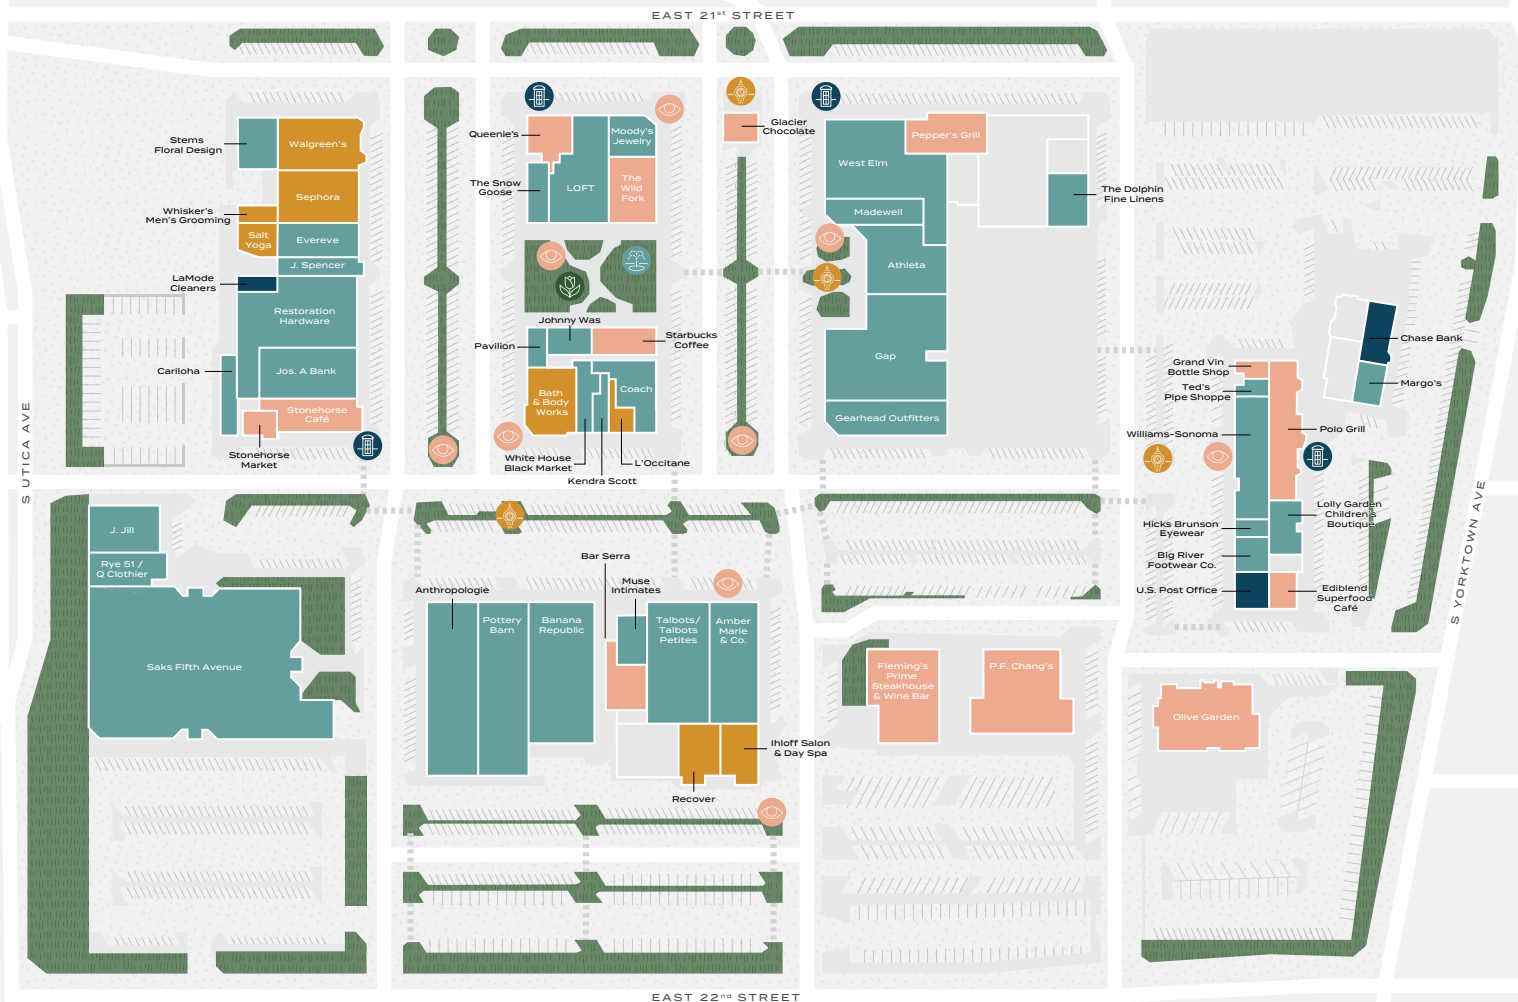 EAST 21st STREET
Stems
Floral Design
Walgreen's
Sephora
Whisker's
Men's Grooming
Salt
Yoga
Evereve
J. Spencer
LaMode
Cleaners
Restoration
Hardware
Cariloha
Jos. A Bank
Stonehorse
Café
Stonehorse
Market
S UTICA AVE
Queenie's
Moody's
Jewelry
The Snow
Goose
LOFT
The
Wild
Fork
Glacier
Chocolate
Johnny Was
Pavilion
Starbucks
Coffee
Bath
& Body
Works
Coach
White House
Black Market
L'Occitane
Kendra Scott
Pepper's Grill
West Elm
Madewell
The Dolphin
Fine Linens
Athleta
Gap
Gearhead Outfitters
Chase Bank
Margo's
Grand Vin
Bottle Shop
Ted's
Pipe Shoppe
Williams-Sonoma
Polo Grill
Lolly Garden
Children's
Boutique
Hicks Brunson
Eyewear
Big River
Footwear Co.
U.S. Post Office
Ediblend
Superfood
Café
S YORKTOWN AVE
J. Jill
Rye 51 /
Q Clothier
Saks Fifth Avenue
Bar Serra
Anthropologie
Muse
Intimates
Pottery
Barn
Banana
Republic
Talbots/
Talbots
Petites
Amber
Marie
& Co.
Ihloff Salon
& Day Spa
Recover
Fleming's
Prime
Steakhouse
& Wine Bar
P.F. Chang's
Olive Garden
EAST 22nd STREET